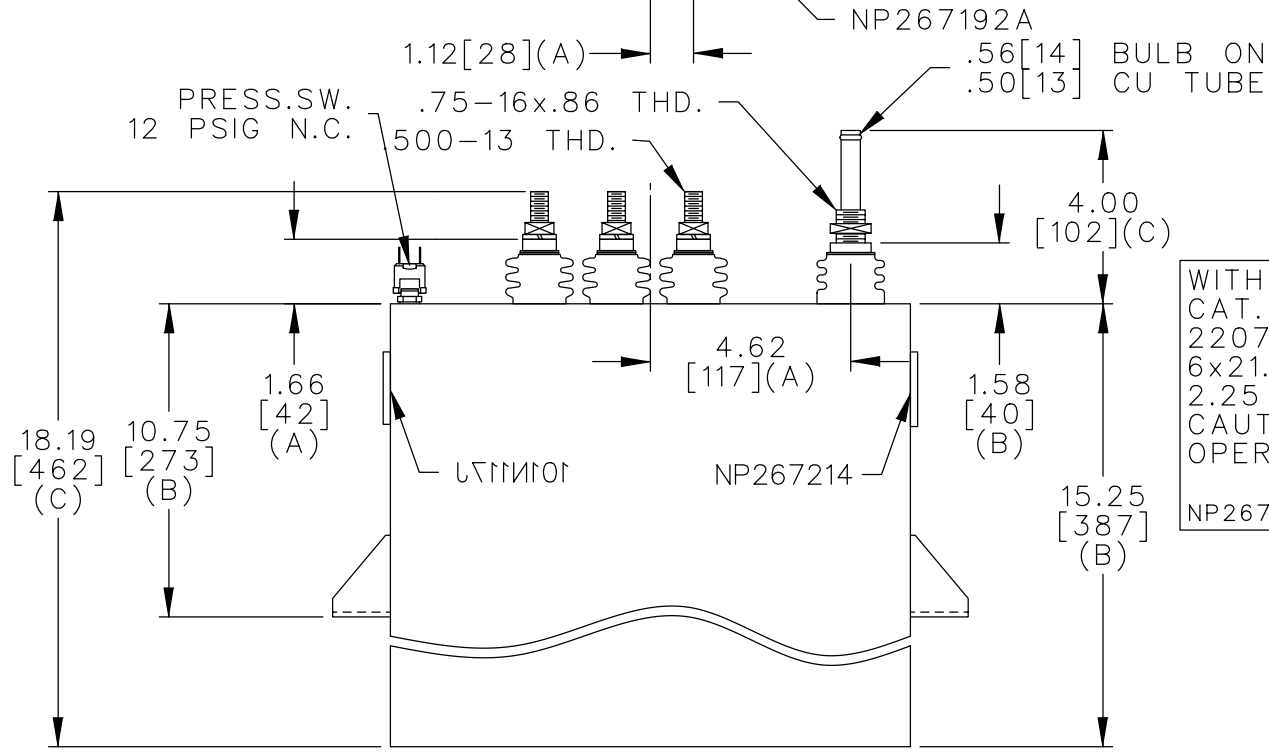 NP267192A
1.12[28](A)
.56[14] BULB ON
.50[13] CU TUBE
PRESS.SW.
12 PSIG N.C.
.75-16x.86 THD.
.500-13 THD.
4.00
[102](C)
WITH
CAT.
2207
6x21.
2.25
CAUT
OPER
NP267
4.62
[117](A)
1.66
[42]
(A)
1.58
[40]
(B)
18.19
[462]
(C)
10.75
[273]
(B)
101N117J
NP267214
15.25
[387]
(B)